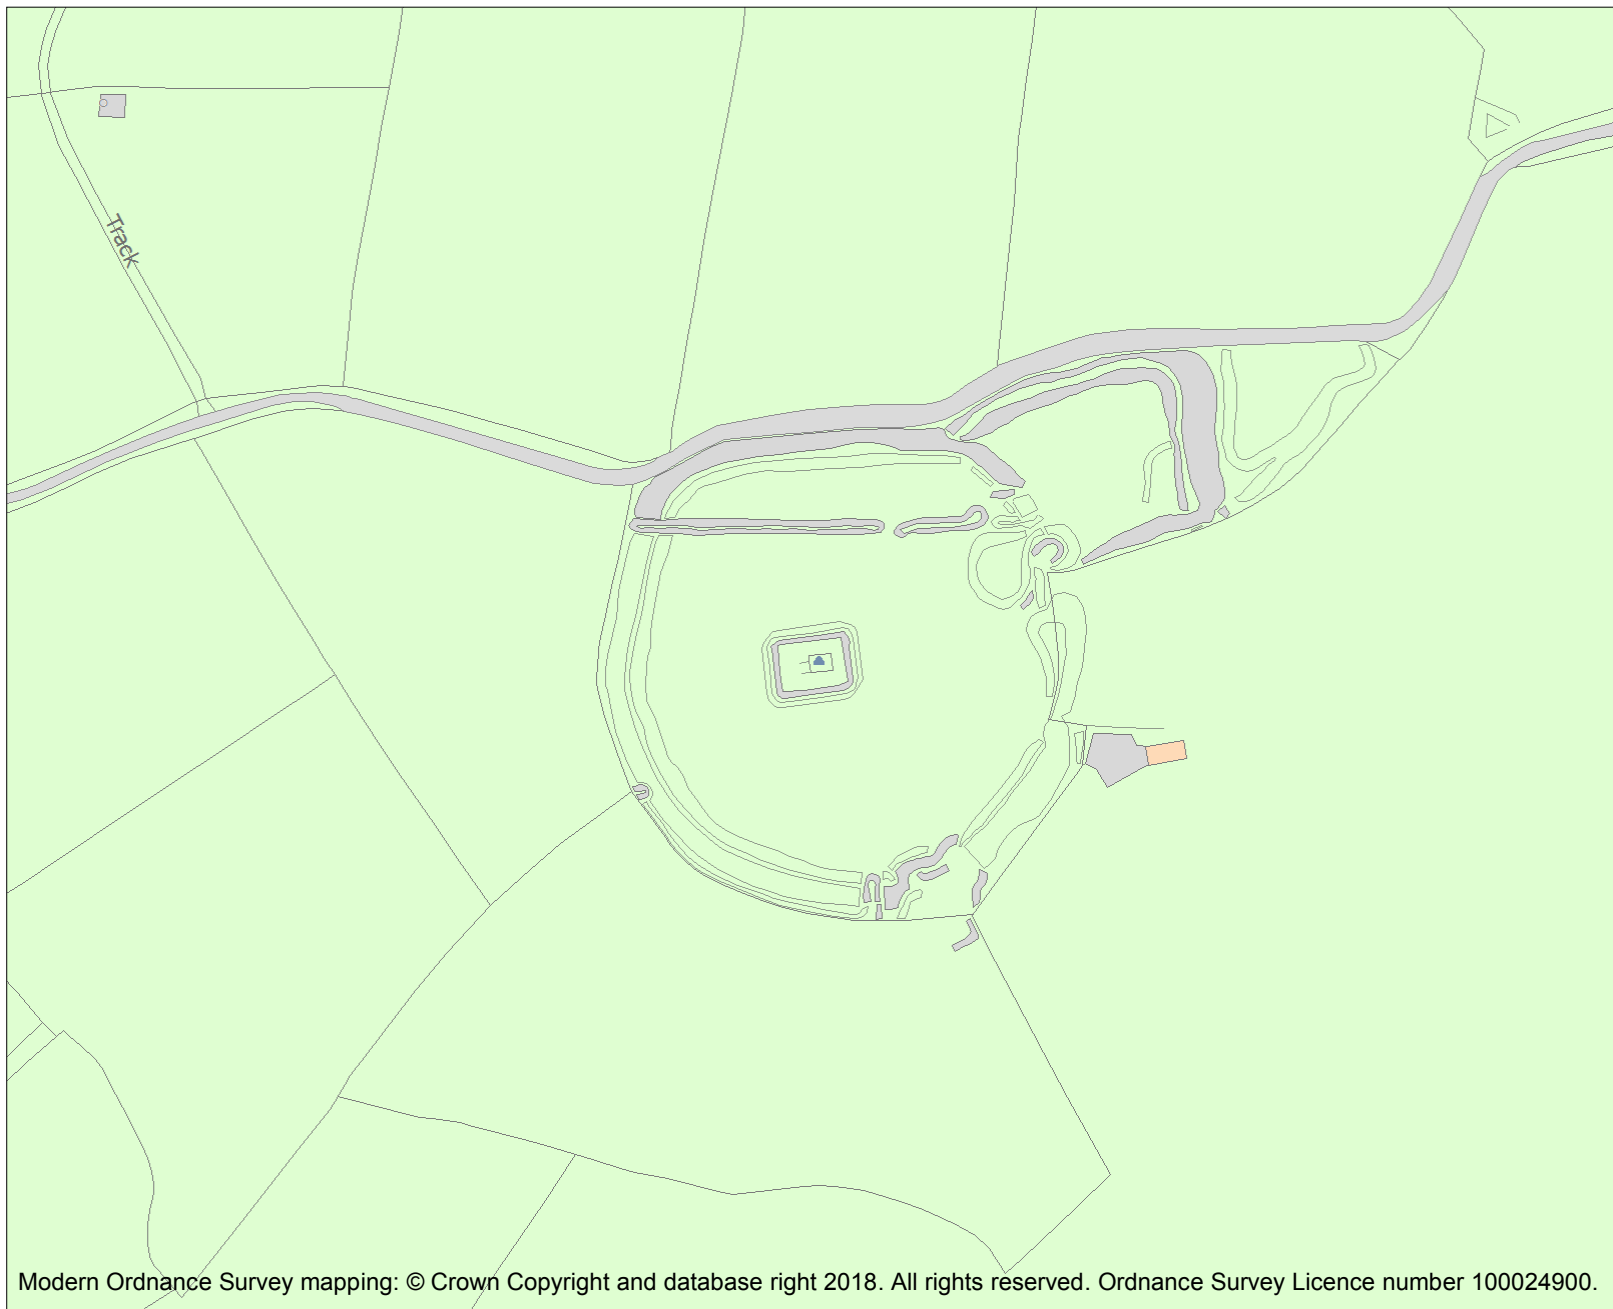 Track
Modern Ordnance Survey mapping: © Crown Copyright and database right 2018. All rights reserved. Ordnance Survey Licence number 100024900.